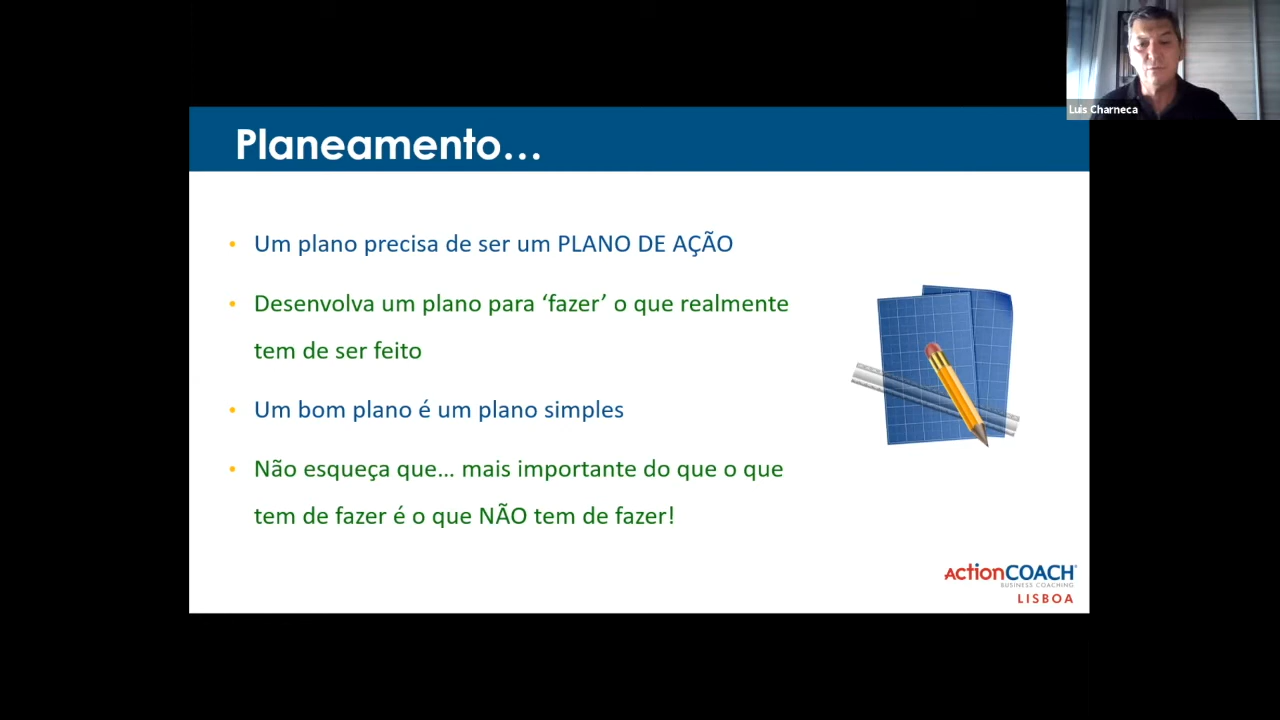 Luis Charneca
Planeamento...
• Um plano precisa de ser um PLANO DE AÇÃO
• Desenvolva um plano para ‘fazer’ o que realmente
tem de ser feito
• Um bom plano é um plano simples
• Não esqueça que... mais importante do que o que
tem de fazer é o que NÃO tem de fazer!
ActionCOACH
BUSINESS COACHING
LISBOA